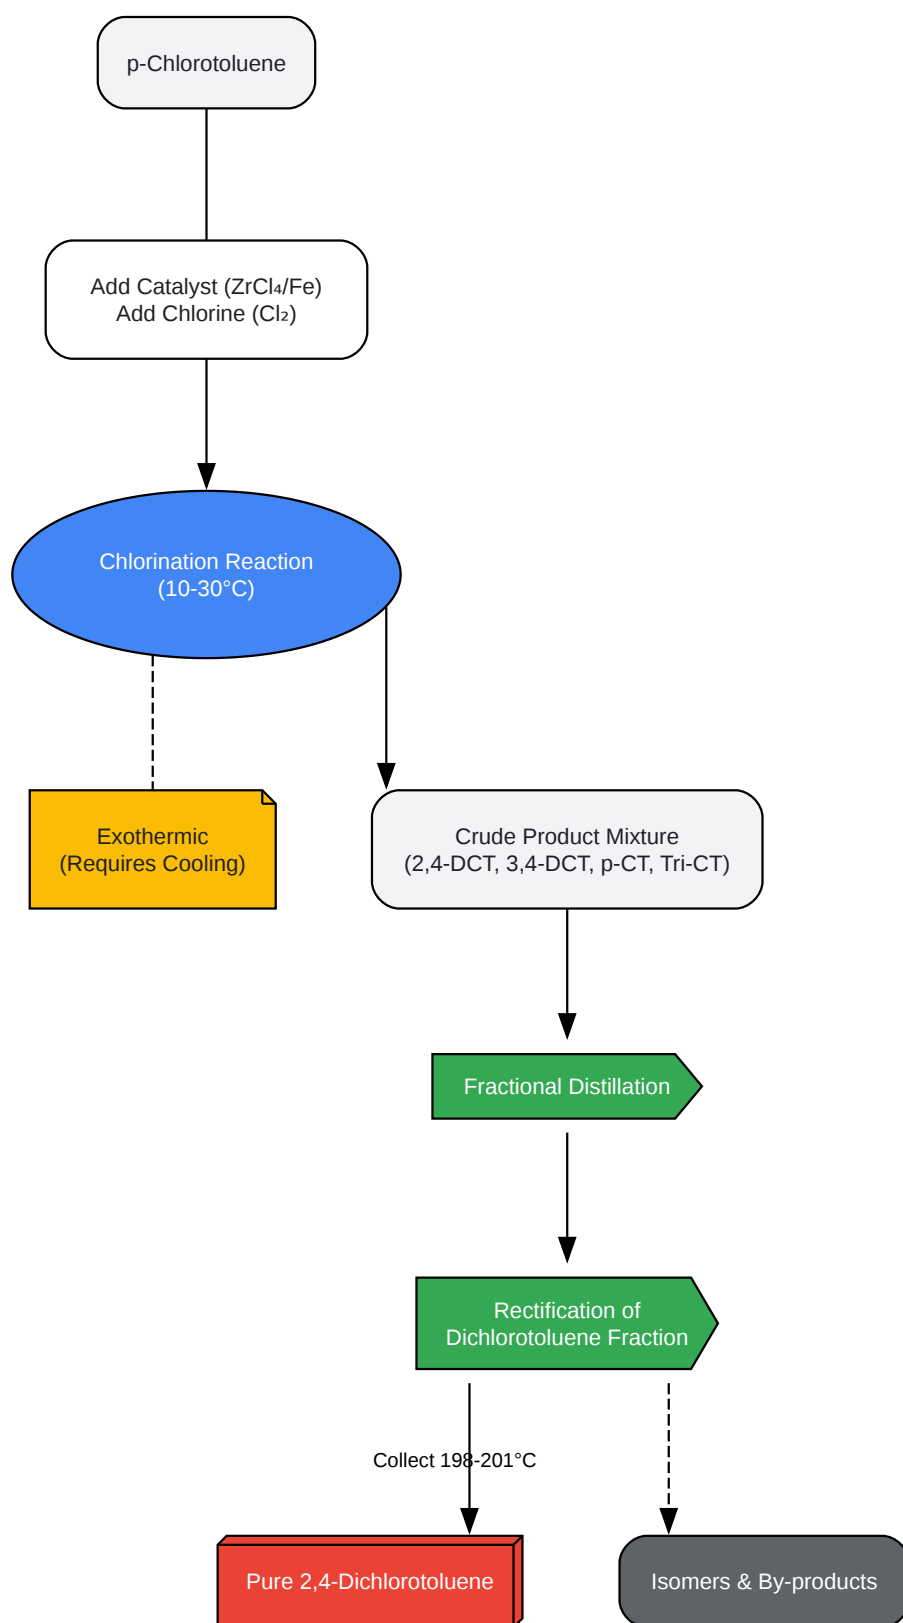 p-Chlorotoluene
Add Catalyst (ZrCl₄/Fe)
Add Chlorine (Cl₂)
Chlorination Reaction
(10-30°C)
Exothermic
(Requires Cooling)
Crude Product Mixture
(2,4-DCT, 3,4-DCT, p-CT, Tri-CT)
Fractional Distillation
Rectification of
Dichlorotoluene Fraction
Collect 198-201°C
Pure 2,4-Dichlorotoluene
Isomers & By-products